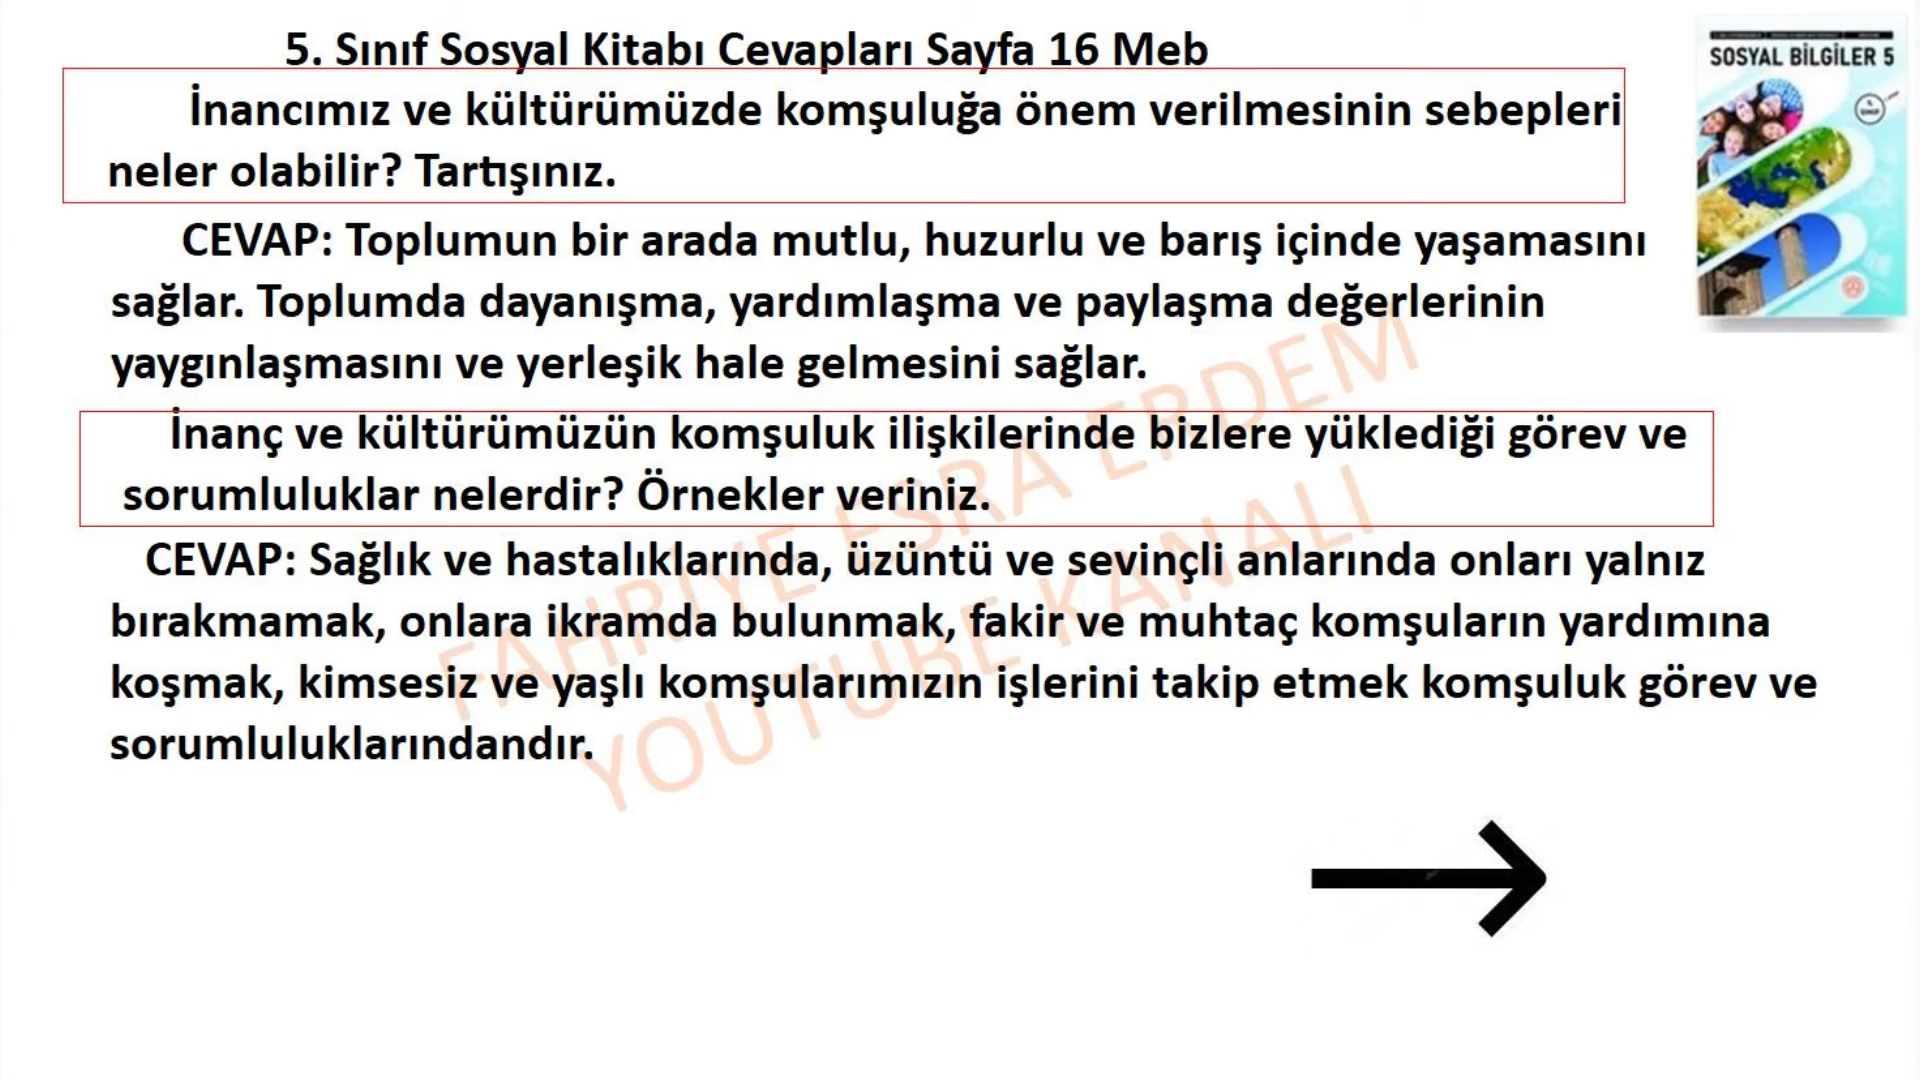 5. Sınıf Sosyal Kitabı Cevapları Sayfa 16 Meb
SOSYAL BİLGİLER 5
İnancımız ve kültürümüzde komşuluğa önem verilmesinin sebepleri
neler olabilir? Tartışınız.
CEVAP: Toplumun bir arada mutlu, huzurlu ve barış içinde yaşamasını
sağlar. Toplumda dayanışma, yardımlaşma ve paylaşma değerlerinin
yaygınlaşmasını ve yerleşik hale gelmesini sağlar.
İnanç ve kültürümüzün komşuluk ilişkilerinde bizlere yüklediği görev ve
sorumluluklar nelerdir? Örnekler veriniz.
CEVAP: Sağlık ve hastalıklarında, üzüntü ve sevinçli anlarında onları yalnız
bırakmamak, onlara ikramda bulunmak, fakir ve muhtaç komşuların yardımına
koşmak, kimsesiz ve yaşlı komşularımızın işlerini takip etmek komşuluk görev ve
sorumluluklarındandır.
FAHRİYE ESRA ERDEM
YOUTUBE KANALI